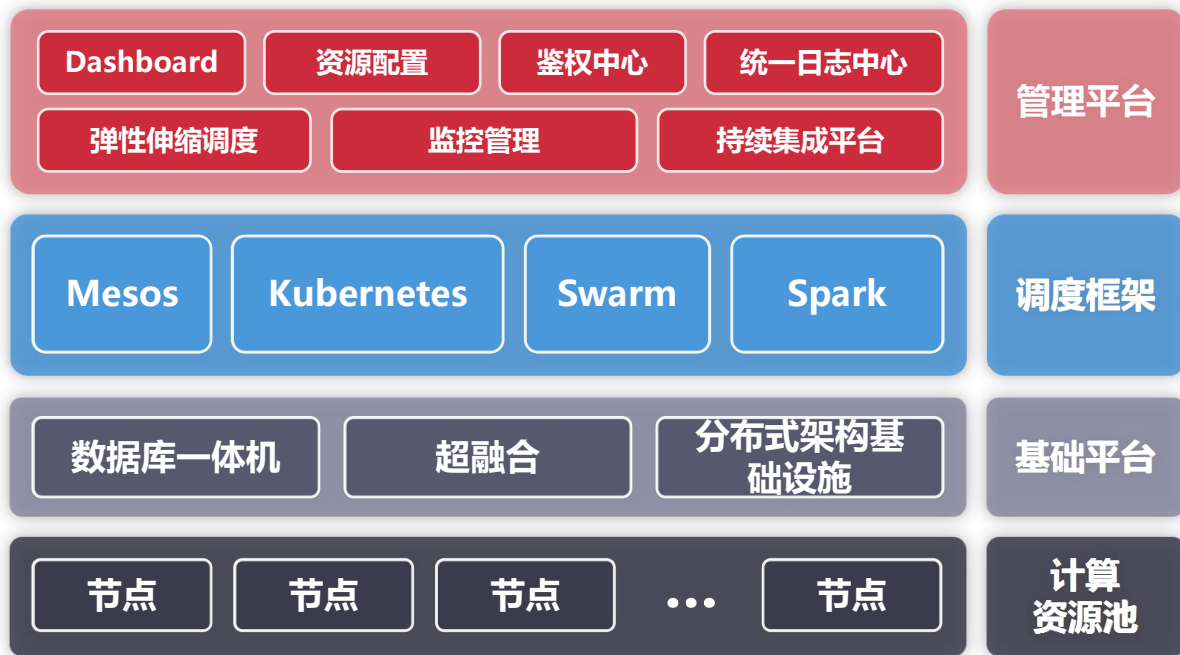 Dashboard
资源配置
鉴权中心
统一日志中心
管理平台
弹性伸缩调度
监控管理
持续集成平台
Mesos
Kubernetes
Swarm
Spark
调度框架
数据库一体机
超融合
分布式架构基
础设施
基础平台
节点
节点
节点
...
节点
计算
资源池